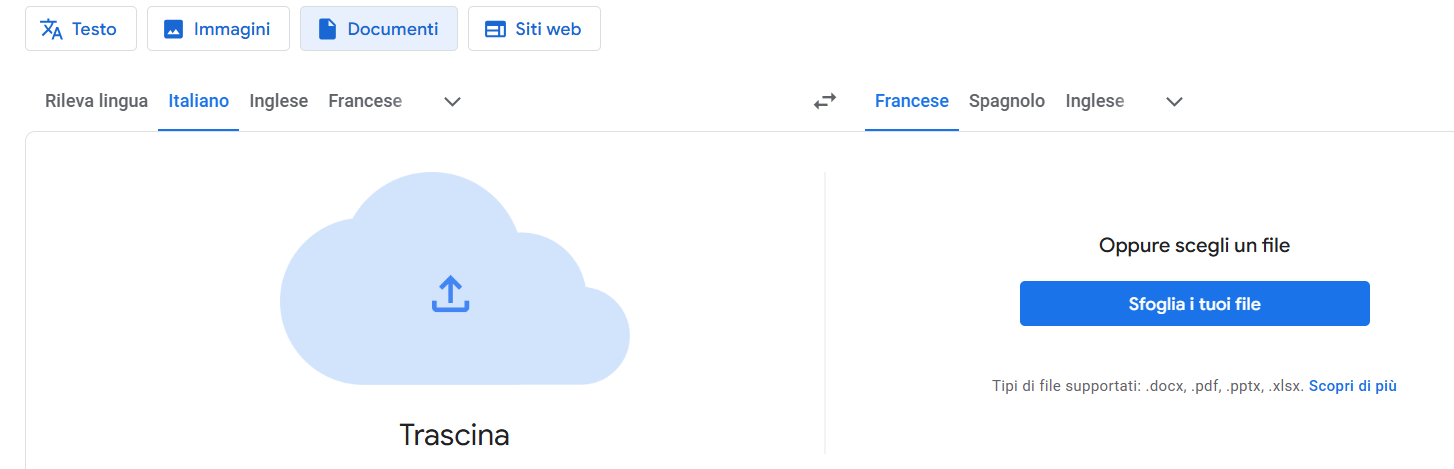 Testo Immagini Documenti Siti web
Rileva lingua Italiano Inglese Francese Francese Spagnolo Inglese
Oppure scegli un file
Sfoglia i tuoi file
Tipi di file supportati: .docx, .pdf, .pptx, .xlsx. Scopri di più
Trascina